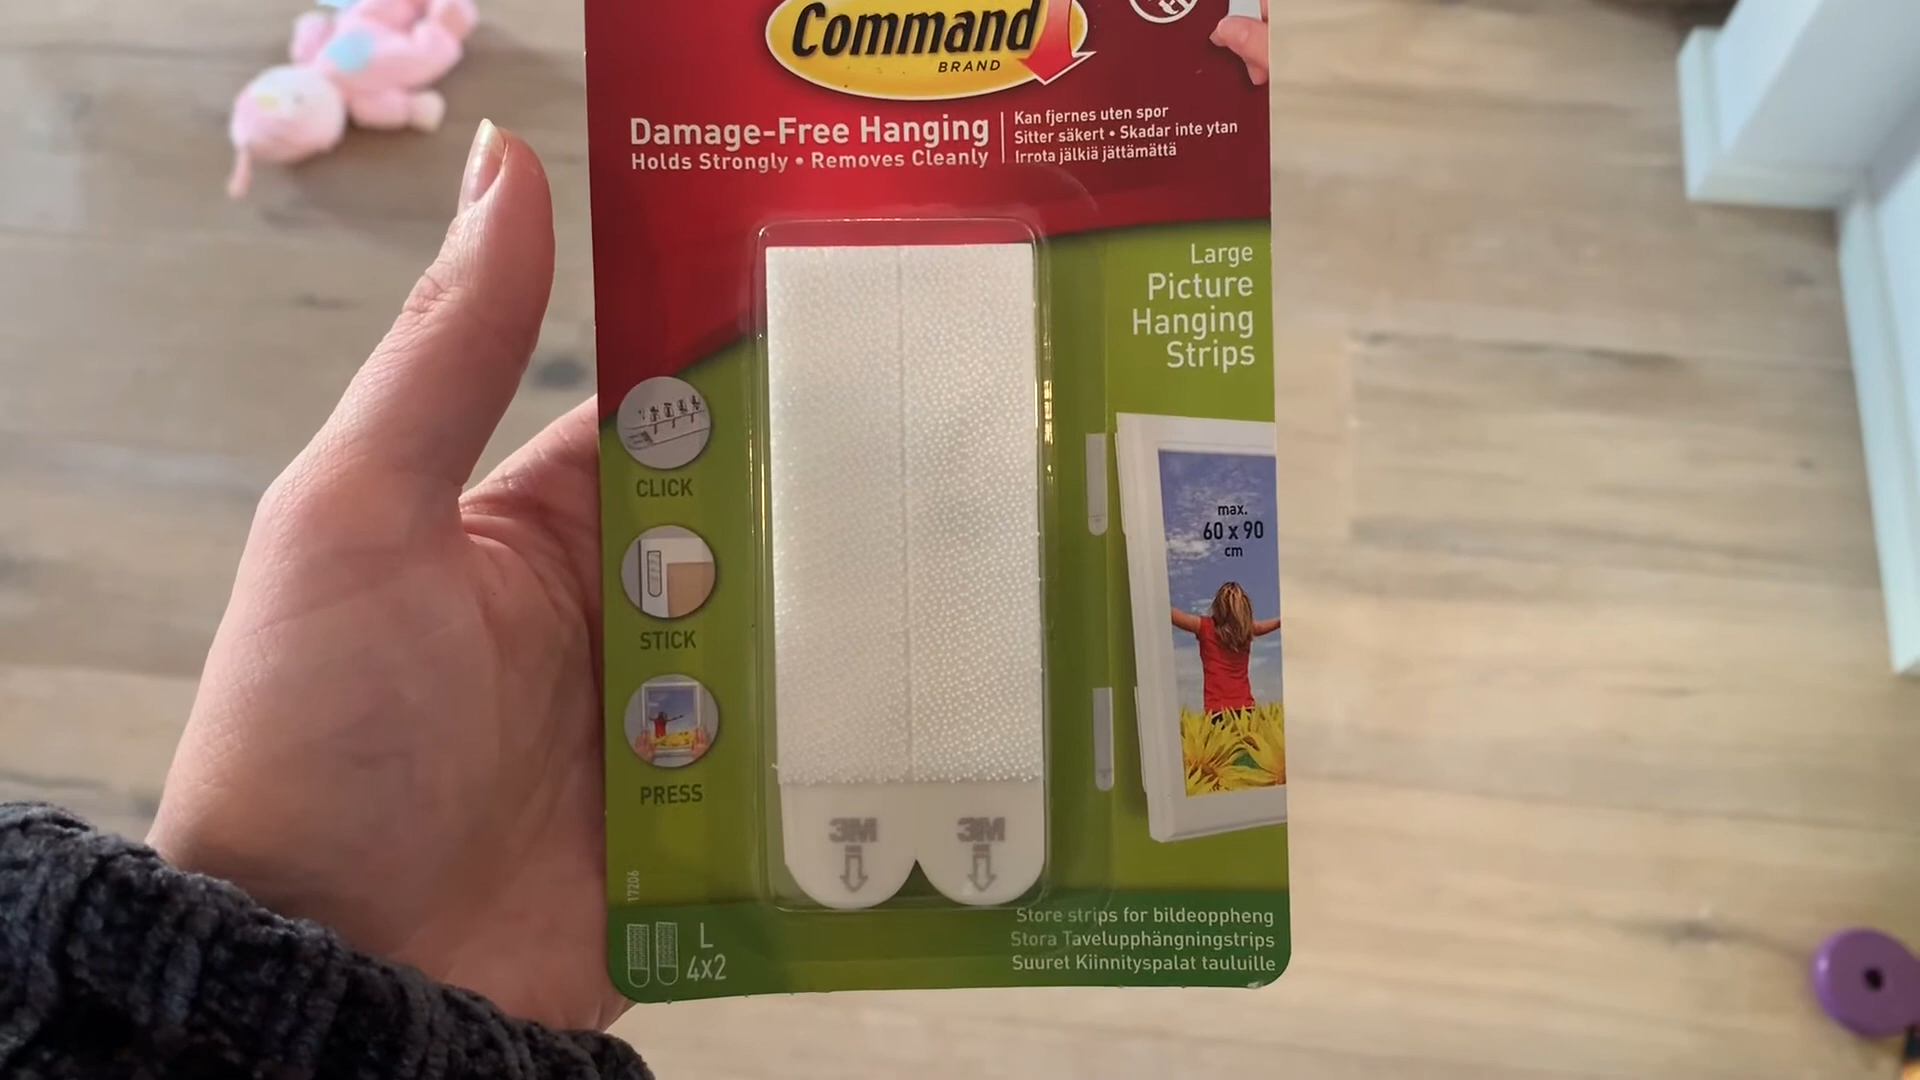 Command
BRAND
Damage-Free Hanging
Holds Strongly • Removes Cleanly
Kan fjernes uten spor
Sitter säkert • Skadar inte ytan
Irrota jälkiä jättämättä
Large
Picture
Hanging
Strips
CLICK
STICK
PRESS
max.
60 x 90
cm
3M
3M
17206
L
4x2
Store strips for bildeoppheng
Stora Tavelupphängningstrips
Suuret Kiinnityspalat tauluille